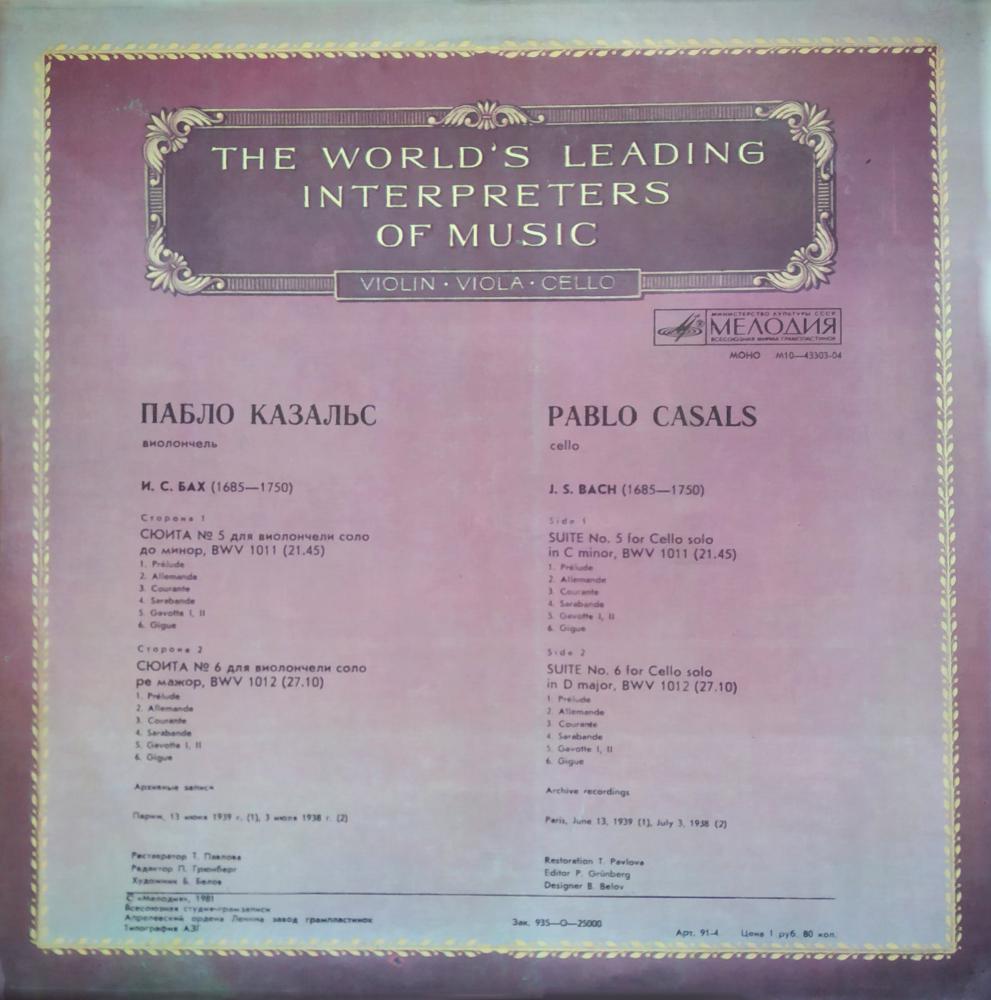 THE WORLD'S LEADING
INTERPRETERS
OF MUSIC
VIOLIN · VIOLA · CELLO
МИНИСТЕРСТВО КУЛЬТУРЫ СССР
МЕЛОДИЯ
ВСЕСОЮЗНАЯ ФИРМА ГРАМПЛАСТИНОК
МОНО М10—43303-04
ПАБЛО КАЗАЛЬС
виолончель
И. С. БАХ (1685—1750)
Сторона 1
СЮИТА № 5 для виолончели соло
до минор, BWV 1011 (21.45)
1. Prélude
2. Allemande
3. Courante
4. Sarabande
5. Gavotte I, II
6. Gigue
Сторона 2
СЮИТА № 6 для виолончели соло
ре мажор, BWV 1012 (27.10)
1. Prélude
2. Allemande
3. Courante
4. Sarabande
5. Gavotte I, II
6. Gigue
Архивные записи
Париж, 13 июня 1939 г. (1), 3 июля 1938 г. (2)
Реставратор Т. Павлова
Редактор П. Грюнберг
Художник Б. Белов
PABLO CASALS
cello
J. S. BACH (1685—1750)
Side 1
SUITE No. 5 for Cello solo
in C minor, BWV 1011 (21.45)
1. Prélude
2. Allemande
3. Courante
4. Sarabande
5. Gavotte I, II
6. Gigue
Side 2
SUITE No. 6 for Cello solo
in D major, BWV 1012 (27.10)
1. Prélude
2. Allemande
3. Courante
4. Sarabande
5. Gavotte I, II
6. Gigue
Archive recordings
Paris, June 13, 1939 (1), July 3, 1938 (2)
Restoration T. Pavlova
Editor P. Grünberg
Designer B. Belov
© «Мелодия», 1981
Всесоюзная студия грамзаписи
Апрелевский ордена Ленина завод грампластинок
Типография АЗГ
Зак. 935—О—25000
Арт. 91-4 Цена 1 руб. 80 коп.